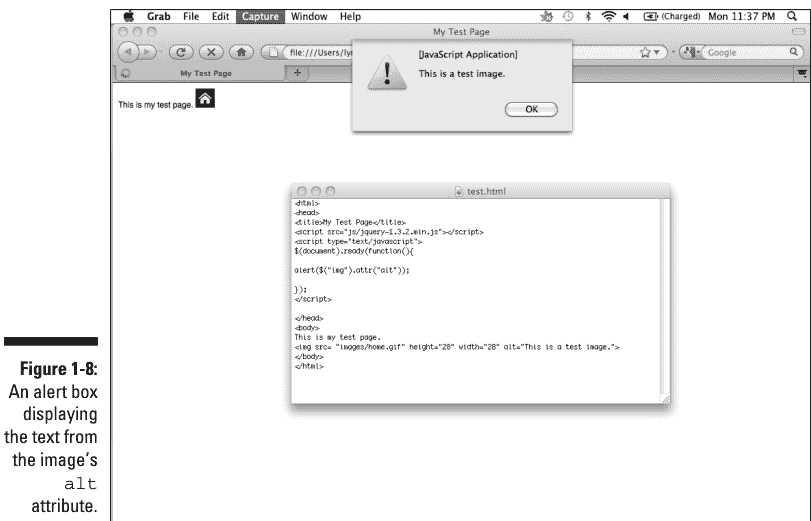 Grab File Edit Capture Window Help (Charged) Mon 11:37 PM
My Test Page
file:///Users/lyn
Google
My Test Page +
[JavaScript Application]
This is a test image.
OK
This is my test page.
test.html
<html>
<head>
<title>My Test Page</title>
<script src="js/jquery-1.3.2.min.js"></script>
<script type="text/javascript">
$(document).ready(function(){
alert($("img").attr("alt"));
});
</script>
</head>
<body>
This is my test page.
<img src= "images/home.gif" height="28" width="28" alt="This is a test image.">
</body>
</html>
Figure 1-8:
An alert box
displaying
the text from
the image's
alt
attribute.